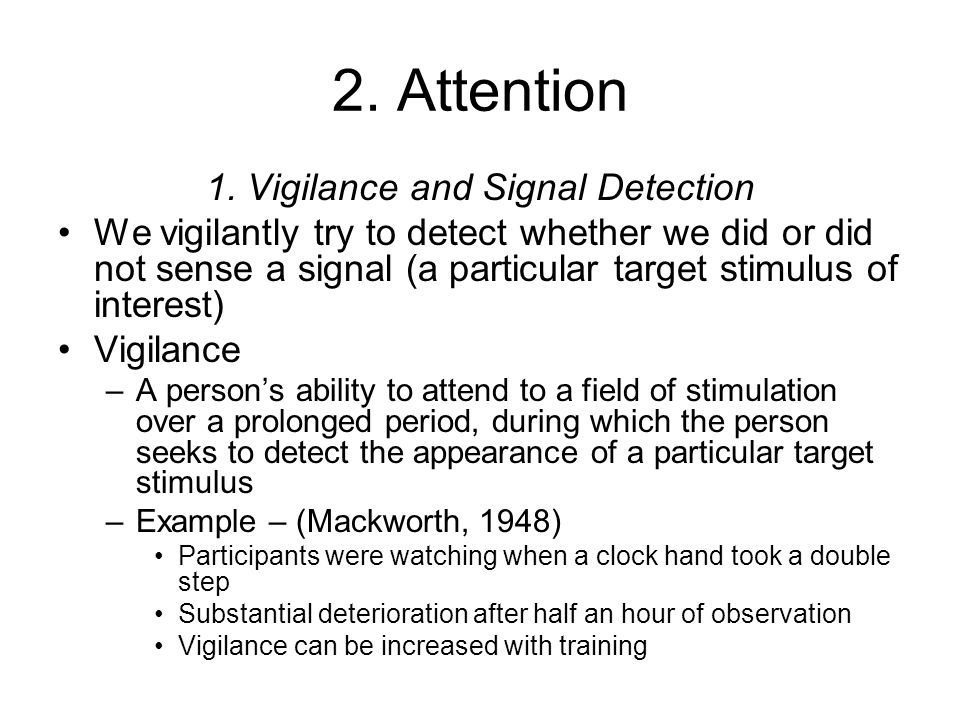 2. Attention
1. Vigilance and Signal Detection
• We vigilantly try to detect whether we did or did
not sense a signal (a particular target stimulus of
interest)
• Vigilance
– A person’s ability to attend to a field of stimulation
over a prolonged period, during which the person
seeks to detect the appearance of a particular target
stimulus
– Example – (Mackworth, 1948)
• Participants were watching when a clock hand took a double
step
• Substantial deterioration after half an hour of observation
• Vigilance can be increased with training